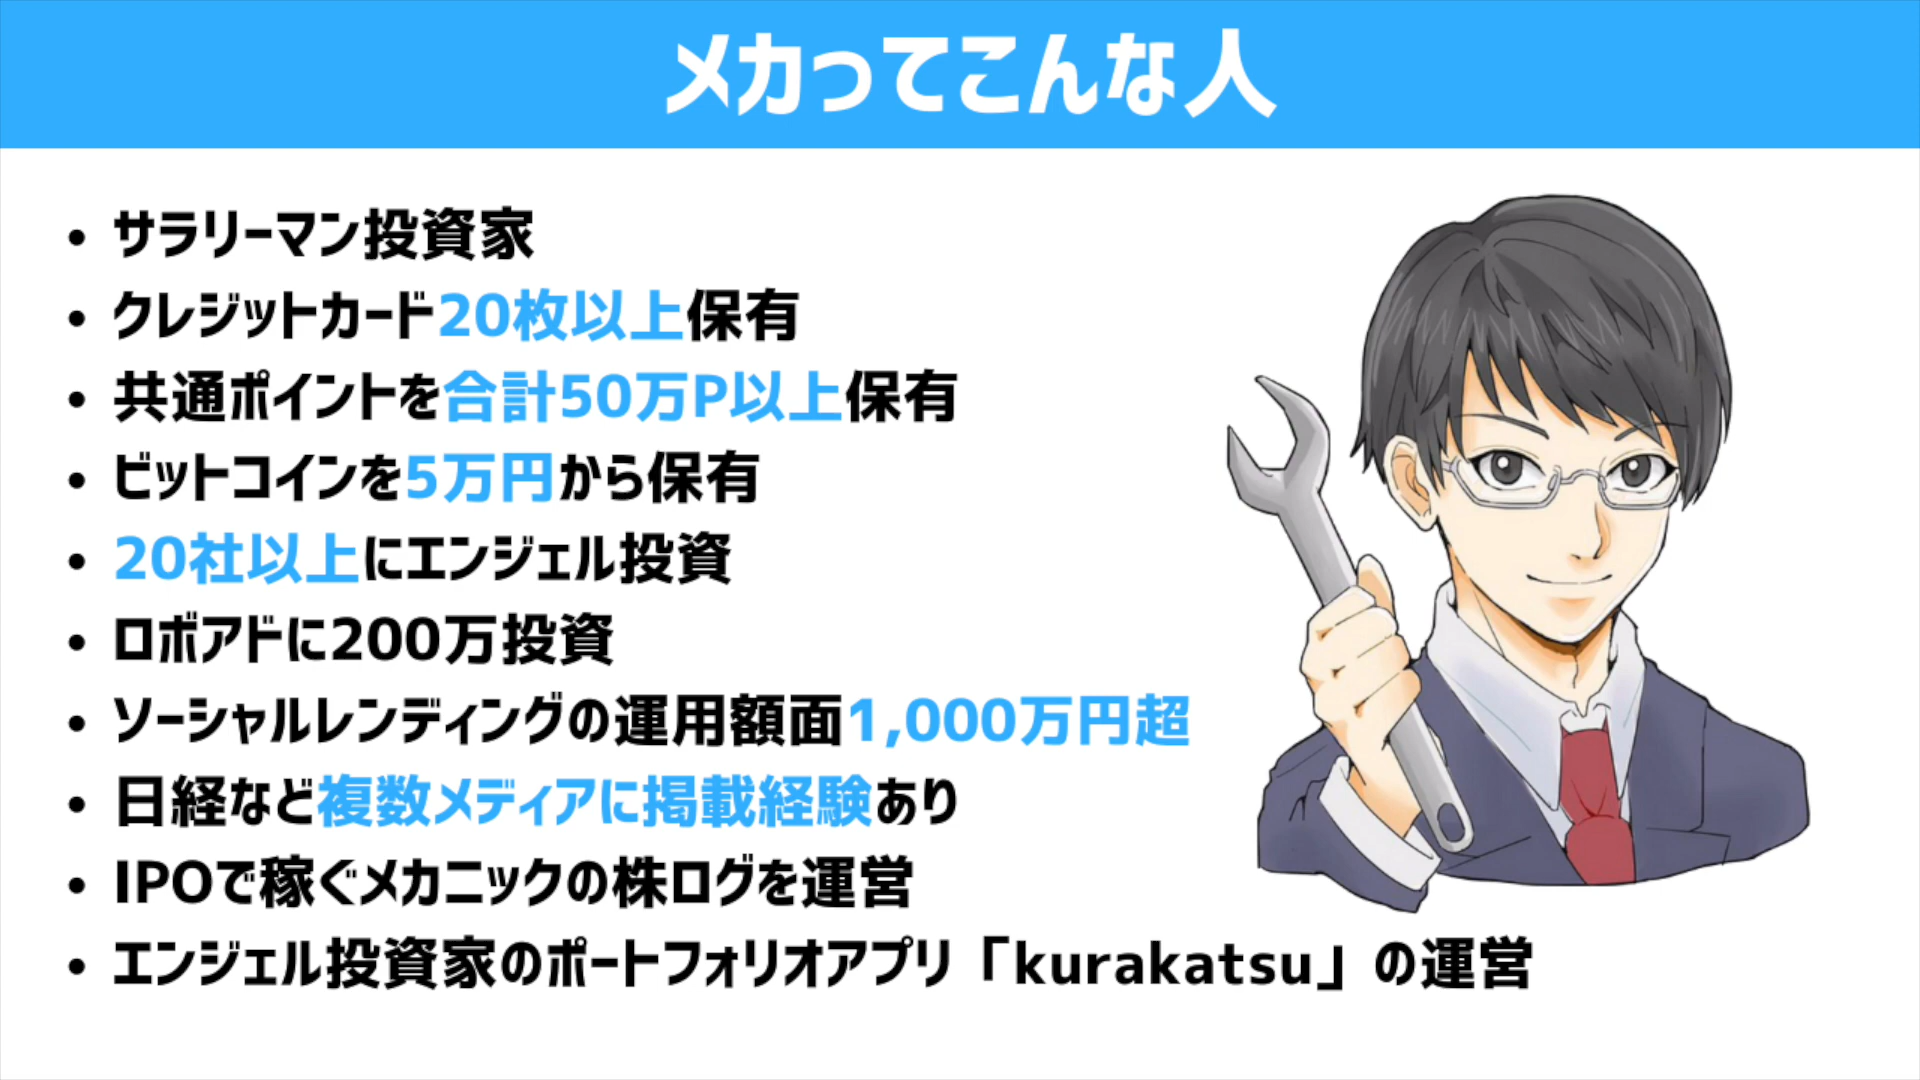 メカってこんな人
・サラリーマン投資家
・クレジットカード20枚以上保有
・共通ポイントを合計50万P以上保有
・ビットコインを5万円から保有
・20社以上にエンジェル投資
・ロボアドに200万投資
・ソーシャルレンディングの運用額面1,000万円超
・日経など複数メディアに掲載経験あり
・IPOで稼ぐメカニックの株ログを運営
・エンジェル投資家のポートフォリオアプリ「kurakatsu」の運営